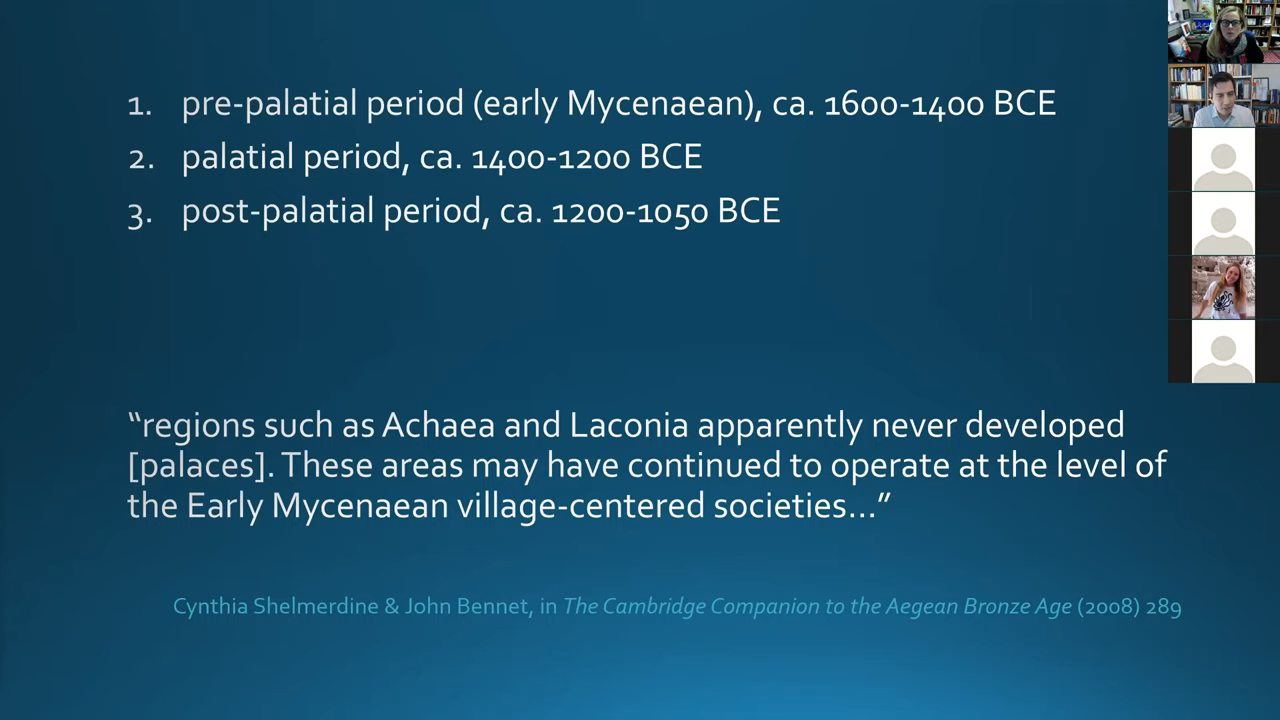 1. pre-palatial period (early Mycenaean), ca. 1600-1400 BCE
2. palatial period, ca. 1400-1200 BCE
3. post-palatial period, ca. 1200-1050 BCE
“regions such as Achaea and Laconia apparently never developed
[palaces]. These areas may have continued to operate at the level of
the Early Mycenaean village-centered societies…”
Cynthia Shelmerdine & John Bennet, in The Cambridge Companion to the Aegean Bronze Age (2008) 289